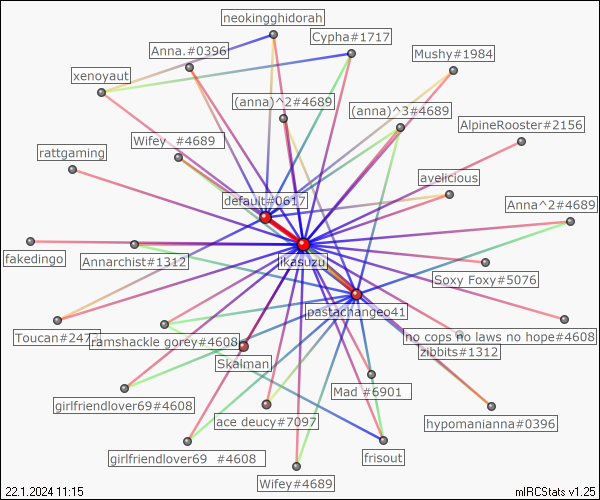 neokingghidorah
Cypha#1717
Anna.#0396
Mushy#1984
xenoyaut
(anna)^2#4689
(anna)^3#4689
AlpineRooster#2156
Wifey  #4689
rattgaming
avelicious
default#0617
Anna^2#4689
fakedingo
Annarchist#1312
ikasuzu
Soxy Foxy#5076
pastachangeo41
Toucan#247
ramshackle gorey#4608
no cops no laws no hope#4608
zibbits#1312
Skalman
Mad #6901
girlfriendlover69#4608
ace deucy#7097
hypomanianna#0396
girlfriendlover69  #4608
frisout
Wifey#4689
22.1.2024 11:15
mIRCStats v1.25